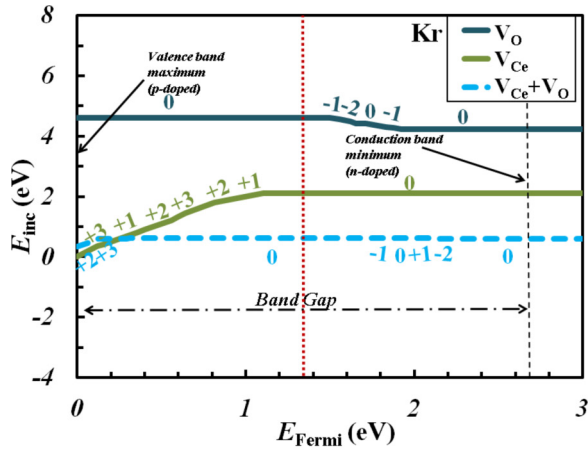 8
6
4
2
0
-2
-4
0
1
2
3
E_inc (eV)
E_Fermi (eV)
Kr
V_O
V_Ce
V_Ce+V_O
Valence band
maximum
(p-doped)
0
-1-2 0 -1
0
Conduction band
minimum
(n-doped)
+3 +1 +2 +3 +2 +1
0
+2+3
0
-1 0+1-2
0
Band Gap